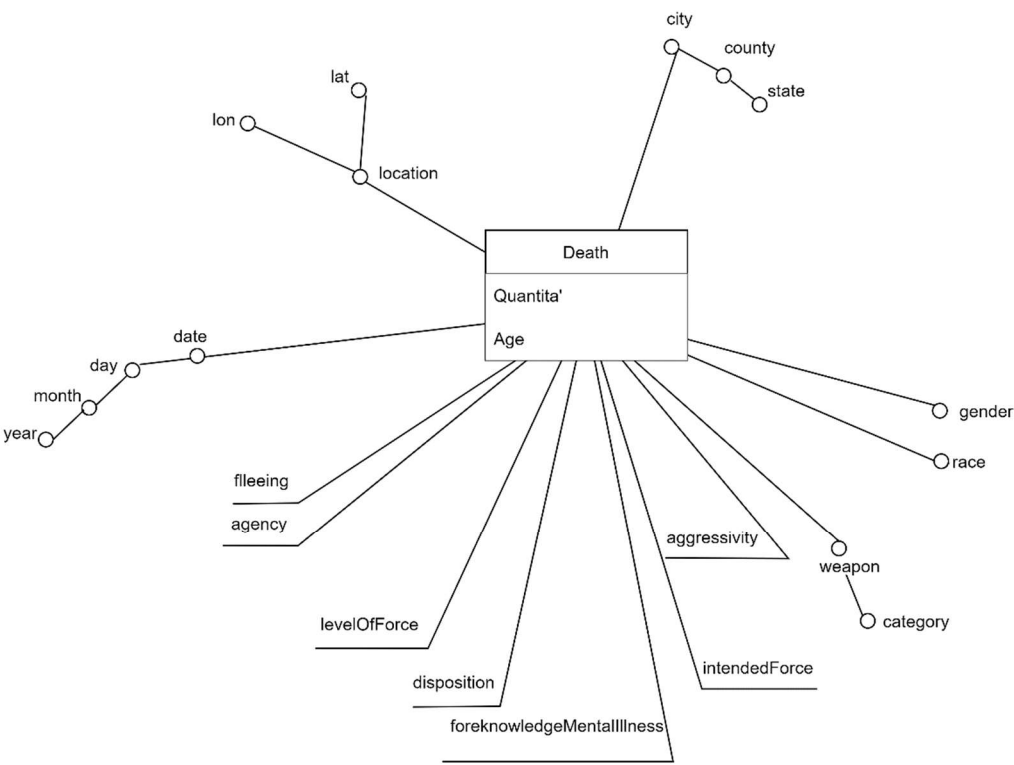 city
county
state
lat
lon
location
Death
Quantita'
Age
date
day
month
year
gender
race
flleeing
agency
aggressivity
weapon
category
levelOfForce
disposition
intendedForce
foreknowledgeMentalIllness